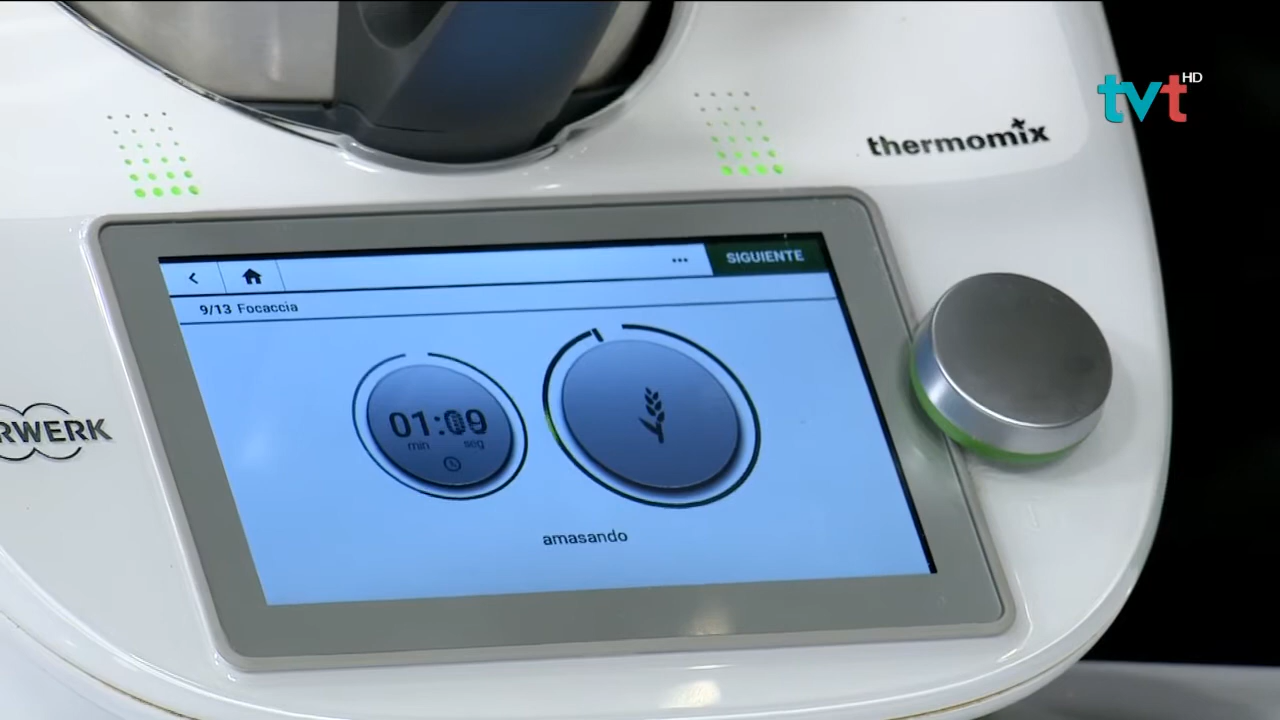 tvt HD
thermomix
SIGUIENTE
9/13 Focaccia
01:09
min seg
RWERK
amasando